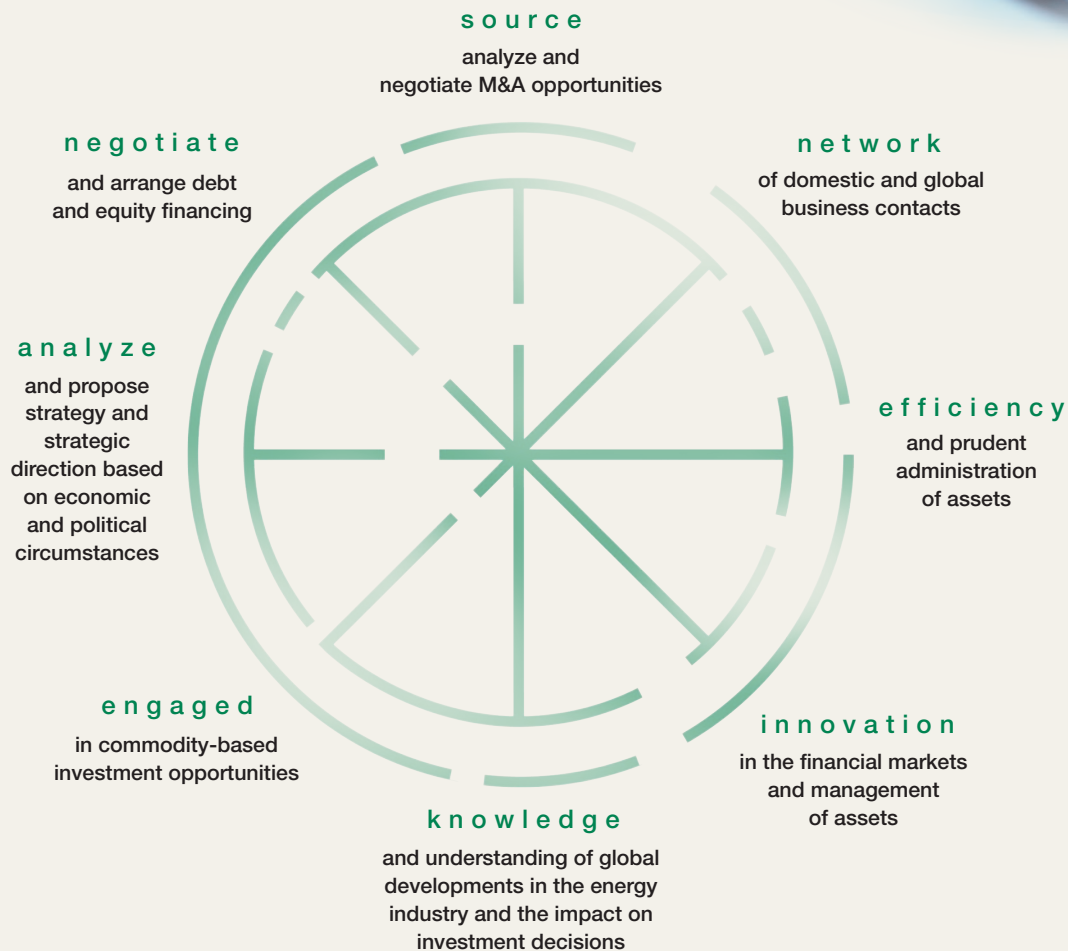 source
analyze and
negotiate M&A opportunities
network
of domestic and global
business contacts
efficiency
and prudent
administration
of assets
innovation
in the financial markets
and management
of assets
knowledge
and understanding of global
developments in the energy
industry and the impact on
investment decisions
engaged
in commodity-based
investment opportunities
analyze
and propose
strategy and
strategic
direction based
on economic
and political
circumstances
negotiate
and arrange debt
and equity financing